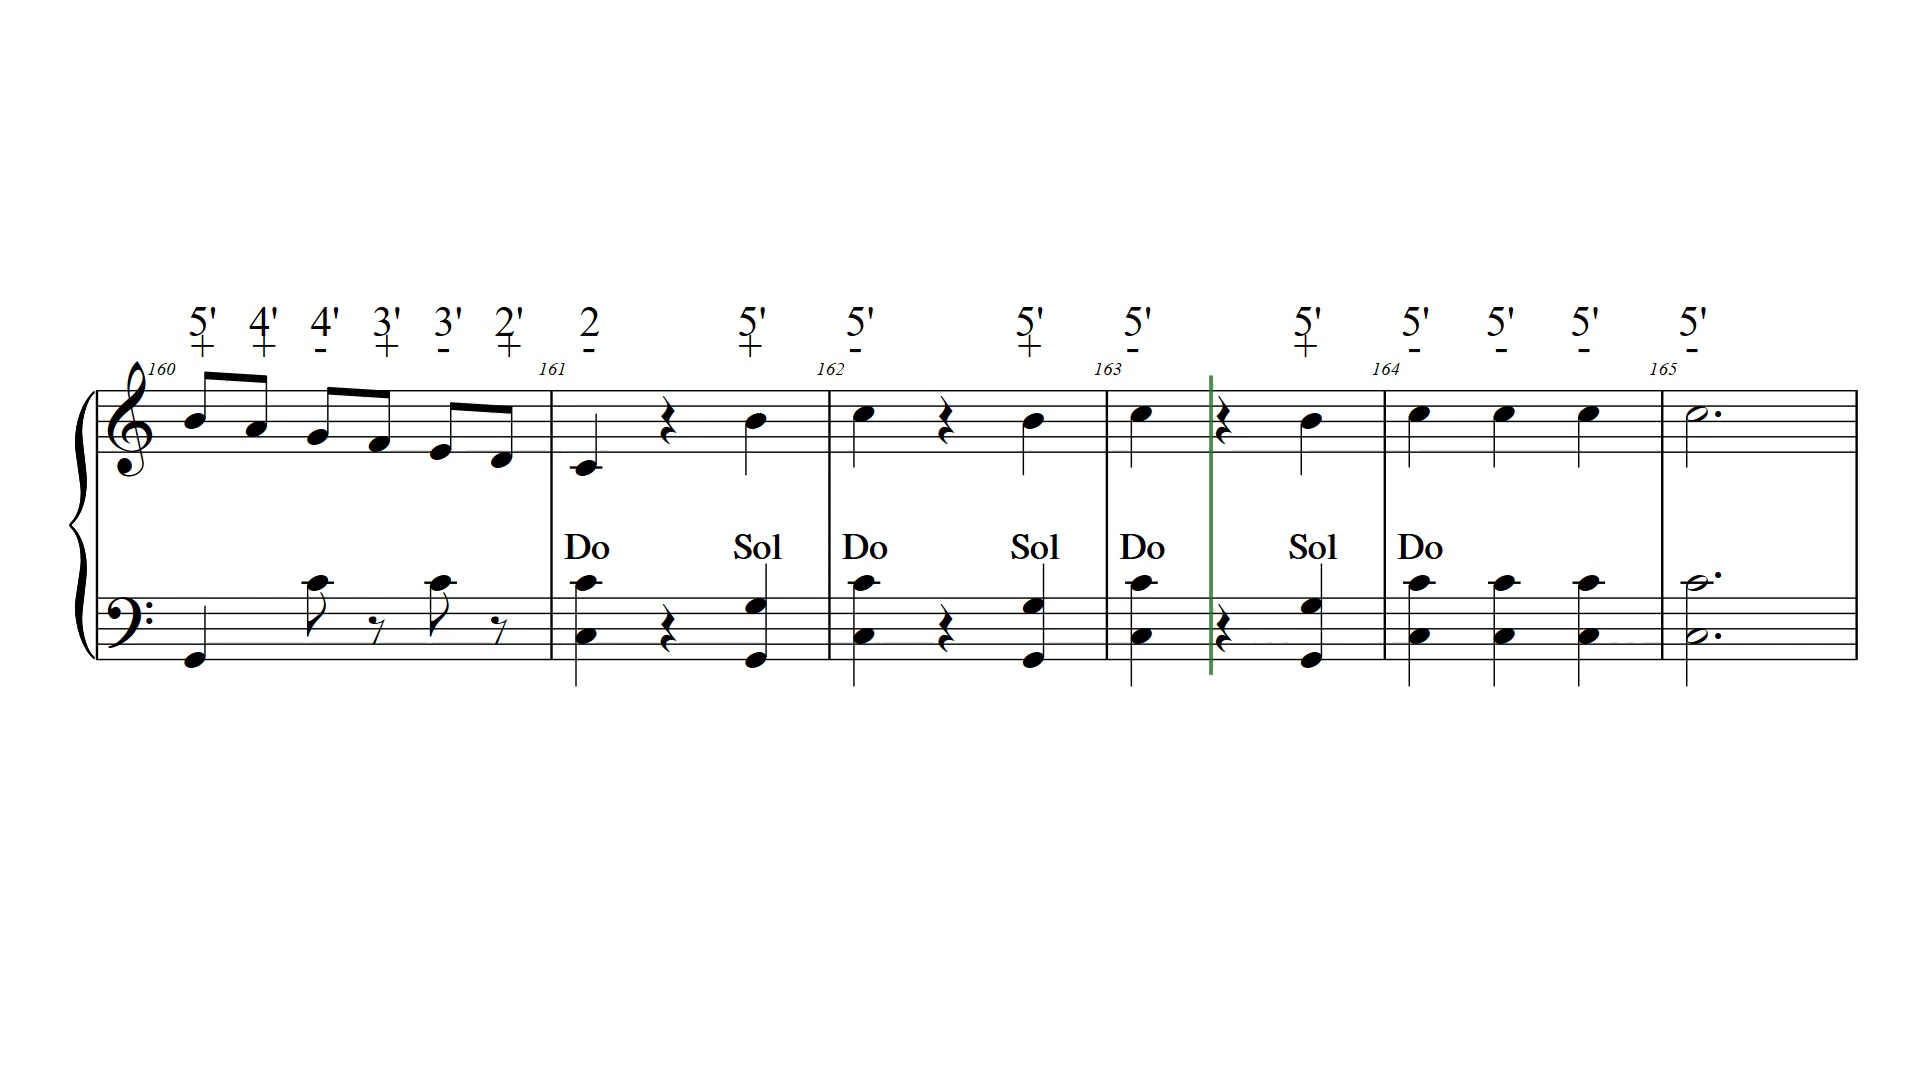 5' 4' 4' 3' 3' 2' 2 5' 5' 5' 5' 5' 5' 5' 5' 5'
+ + - + - + - + - + - + - - - -
160 161 162 163 164 165
Do Sol Do Sol Do Sol Do